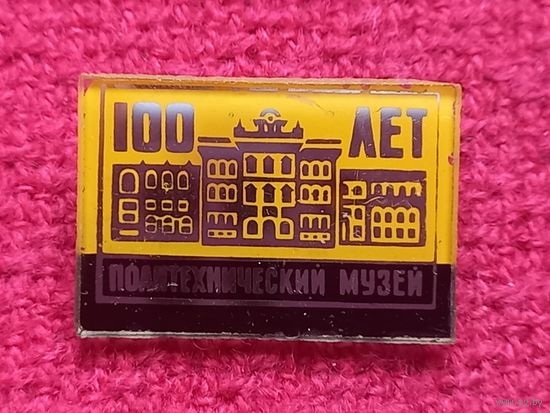 100 ЛЕТ
ПОЛИТЕХНИЧЕСКИЙ МУЗЕЙ